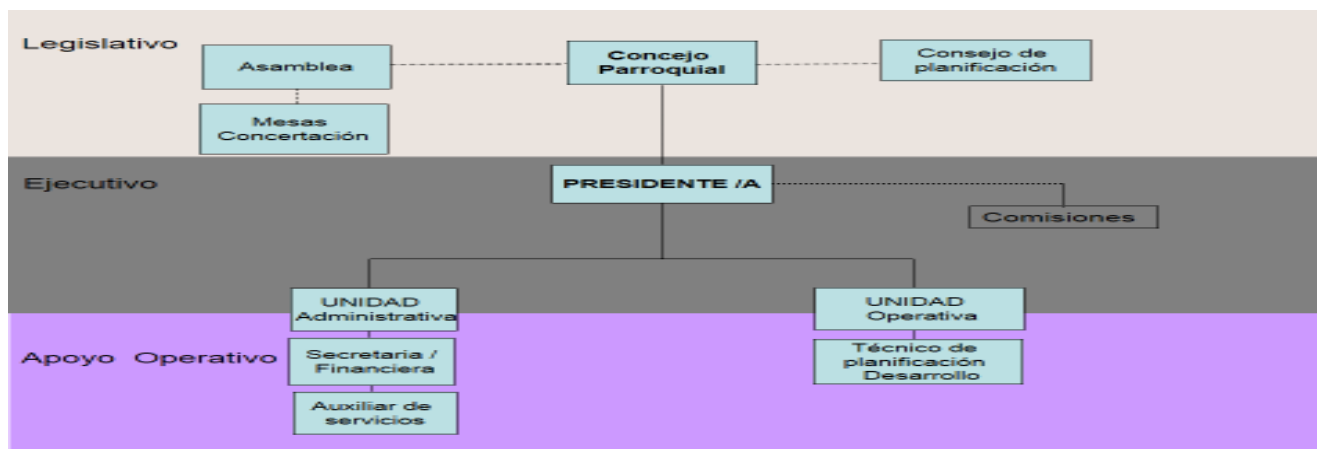 Legislativo
Asamblea
Concejo
Parroquial
Consejo de
planificación
Mesas
Concertación
Ejecutivo
PRESIDENTE /A
Comisiones
UNIDAD
Administrativa
UNIDAD
Operativa
Apoyo Operativo
Secretaria /
Financiera
Técnico de
planificación
Desarrollo
Auxiliar de
servicios